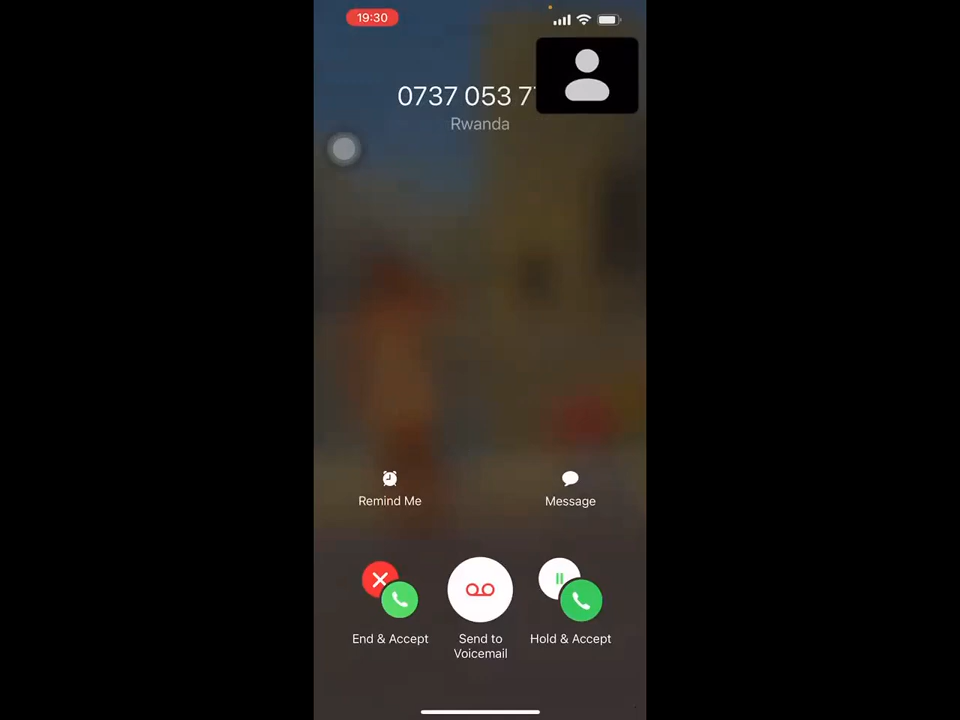 19:30
0737 053 7
Rwanda
Remind Me
Message
End & Accept
Send to
Voicemail
Hold & Accept